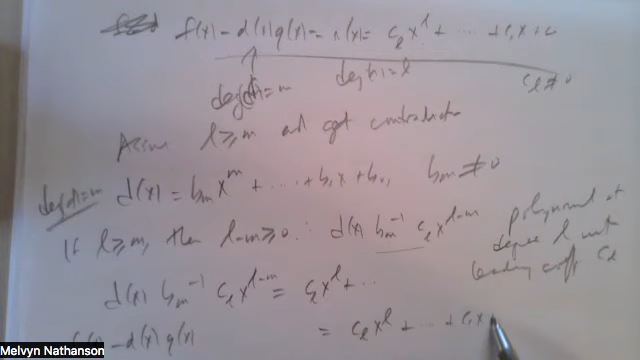 f(x) - d(x)q(x) = r(x) = c_l x^l + ... + c_1 x + c_0
deg(d) = m deg(r) = l c_l ≠ 0
Assume l ≥ m and get contradiction
deg(d) = m d(x) = b_m x^m + ... + b_1 x + b_0, b_m ≠ 0
If l ≥ m, then l-m ≥ 0. ∴ d(x) b_m^{-1} c_l x^{l-m} polynomial of degree l with leading coeff c_l
d(x) b_m^{-1} c_l x^{l-m} = c_l x^l + ...
- d(x) q(x) = c_l x^l + ... + c_1 x
Melvyn Nathanson